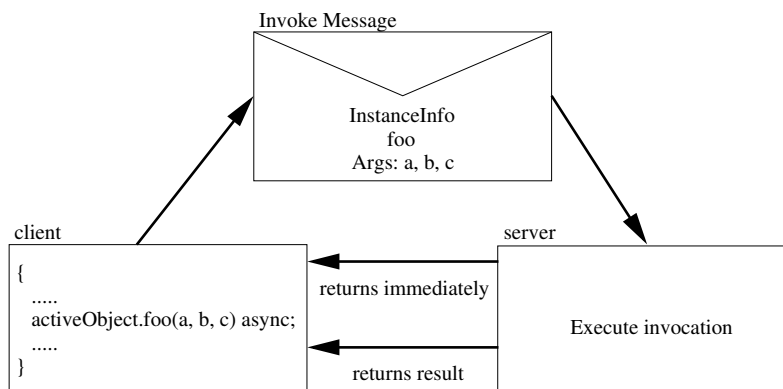 Invoke Message
InstanceInfo
foo
Args: a, b, c
client
{
.....
activeObject.foo(a, b, c) async;
.....
}
returns immediately
returns result
server
Execute invocation